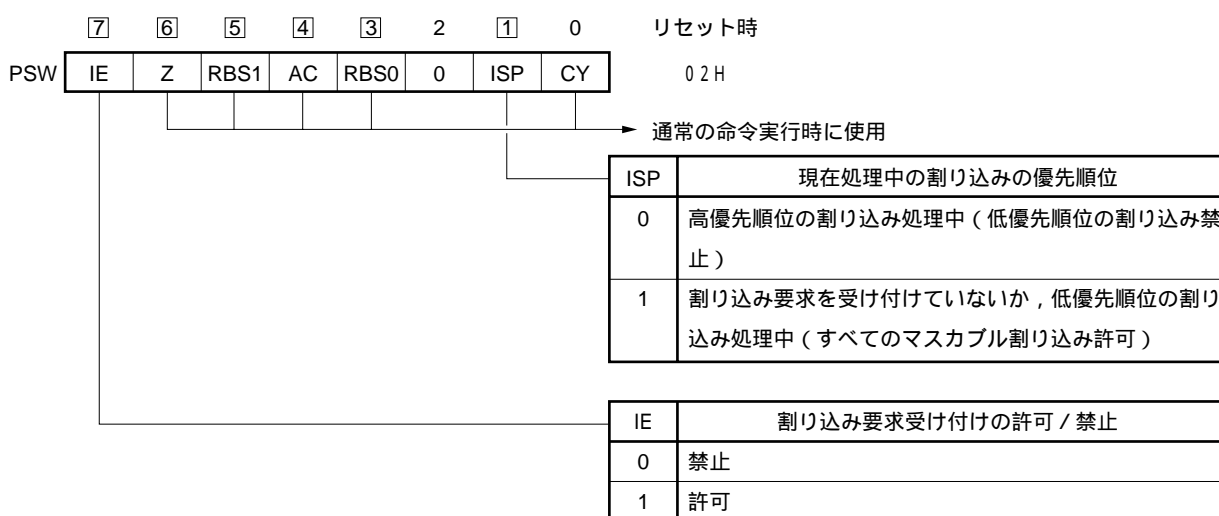 7 6 5 4 3 2 1 0 リセット時
PSW IE Z RBS1 AC RBS0 0 ISP CY 02H
通常の命令実行時に使用
ISP 現在処理中の割り込みの優先順位
0 高優先順位の割り込み処理中(低優先順位の割り込み禁
止)
1 割り込み要求を受け付けていないか,低優先順位の割り
込み処理中(すべてのマスカブル割り込み許可)
IE 割り込み要求受け付けの許可/禁止
0 禁止
1 許可